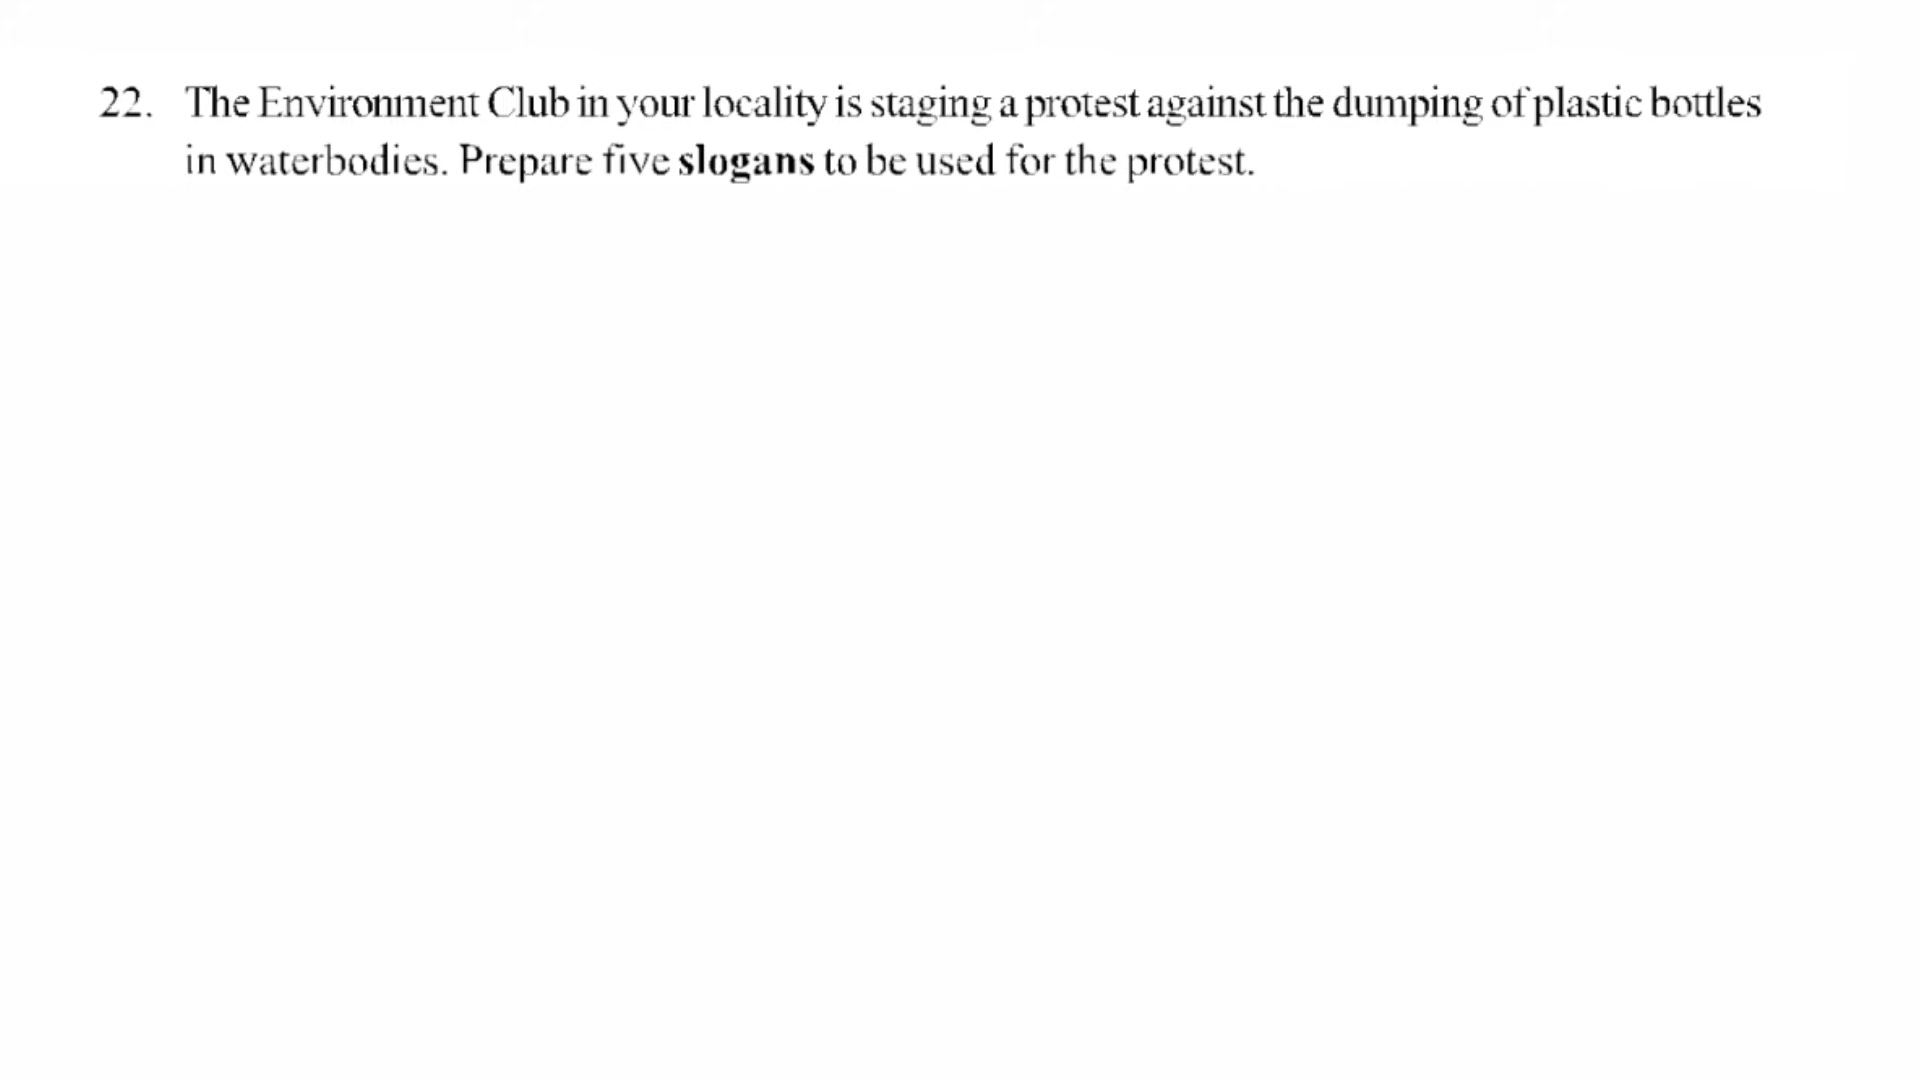 22. The Environment Club in your locality is staging a protest against the dumping of plastic bottles
in waterbodies. Prepare five slogans to be used for the protest.